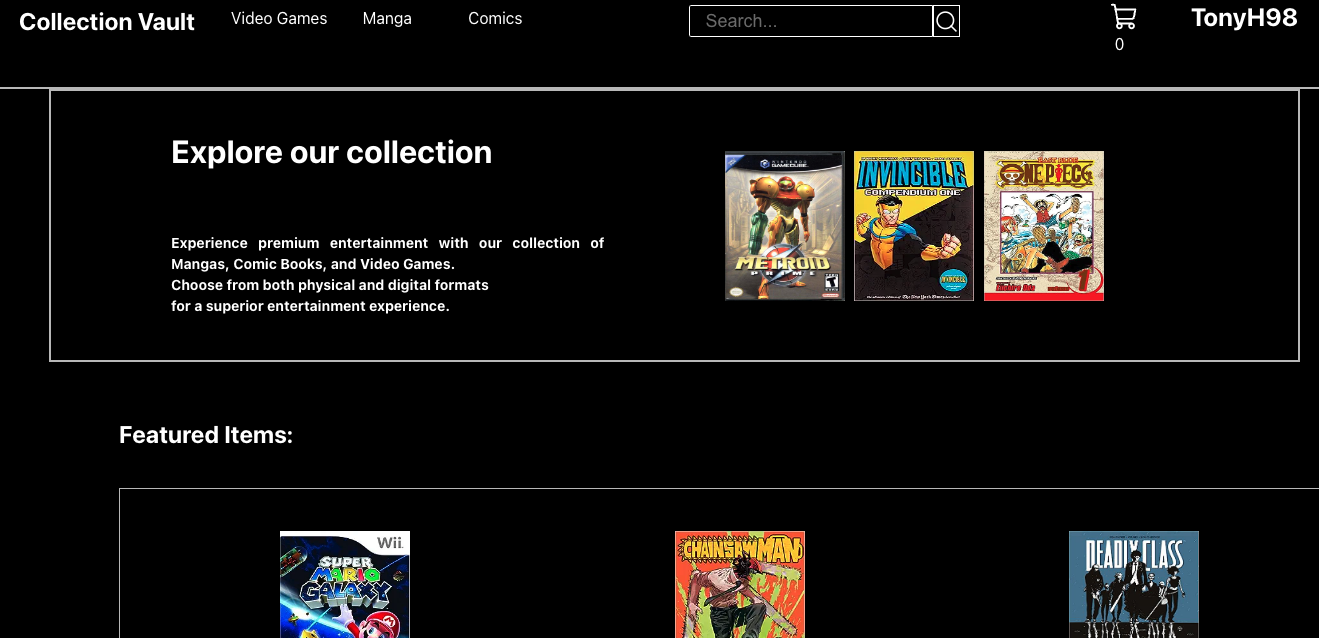 Collection Vault
Video Games
Manga
Comics
Search...
0
TonyH98
Explore our collection
Experience premium entertainment with our collection of
Mangas, Comic Books, and Video Games.
Choose from both physical and digital formats
for a superior entertainment experience.
NINTENDO
GAMECUBE
METROID
PRIME
INVINCIBLE
COMPENDIUM ONE
SHONEN JUMP
ONE PIECE
Featured Items:
Wii
SUPER
MARIO
GALAXY
CHAINSAW MAN
DEADLY CLASS